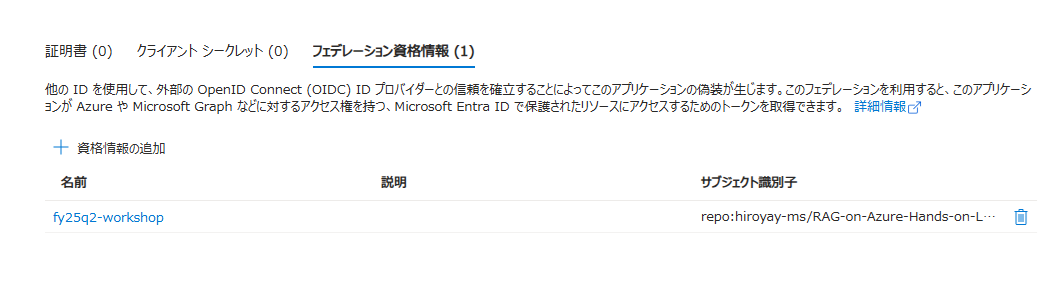 証明書 (0) クライアント シークレット (0) フェデレーション資格情報 (1)
他の ID を使用して、外部の OpenID Connect (OIDC) ID プロバイダーとの信頼を確立することによってこのアプリケーションの偽装が生じます。このフェデレーションを利用すると、このアプリケーシ
ョンが Azure や Microsoft Graph などに対するアクセス権を持つ、Microsoft Entra ID で保護されたリソースにアクセスするためのトークンを取得できます。 詳細情報
資格情報の追加
名前 説明 サブジェクト識別子
fy25q2-workshop repo:hiroyay-ms/RAG-on-Azure-Hands-on-L…